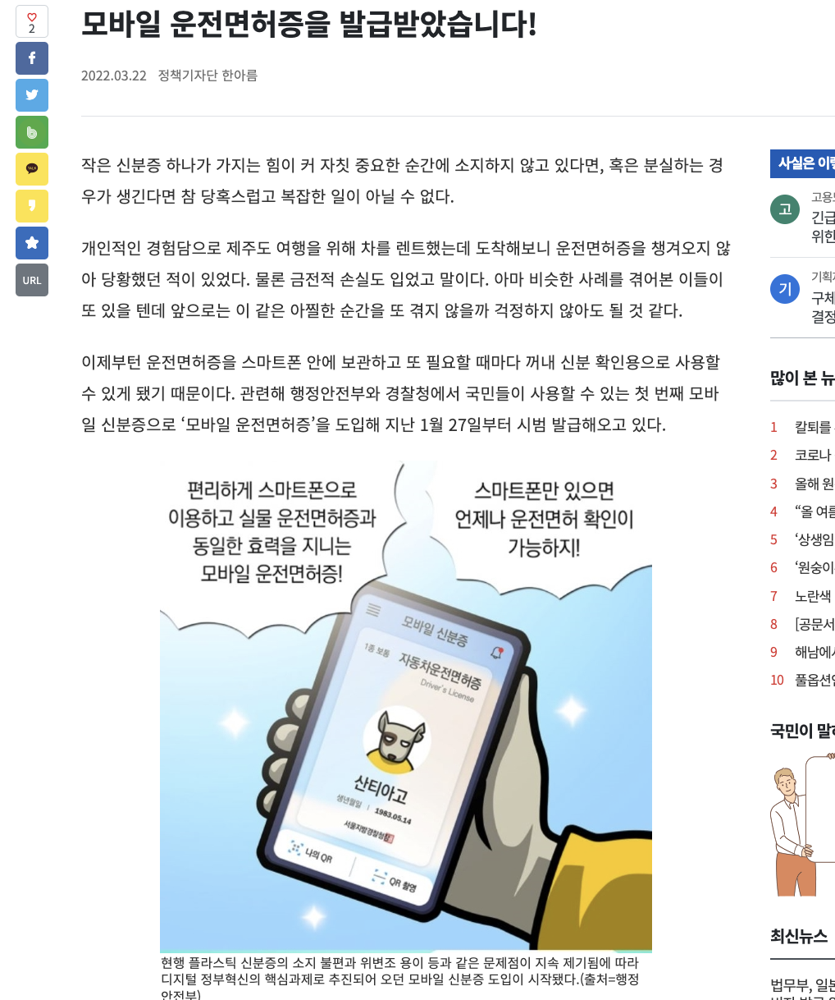 모바일 운전면허증을 발급받았습니다!
2
2022.03.22 정책기자단 한아름
URL
작은 신분증 하나가 가지는 힘이 커 자칫 중요한 순간에 소지하지 않고 있다면, 혹은 분실하는 경
우가 생긴다면 참 당혹스럽고 복잡한 일이 아닐 수 없다.
개인적인 경험담으로 제주도 여행을 위해 차를 렌트했는데 도착해보니 운전면허증을 챙겨오지 않
아 당황했던 적이 있었다. 물론 금전적 손실도 입었고 말이다. 아마 비슷한 사례를 겪어본 이들이
또 있을 텐데 앞으로는 이 같은 아찔한 순간을 또 겪지 않을까 걱정하지 않아도 될 것 같다.
이제부턴 운전면허증을 스마트폰 안에 보관하고 또 필요할 때마다 꺼내 신분 확인용으로 사용할
수 있게 됐기 때문이다. 관련해 행정안전부와 경찰청에서 국민들이 사용할 수 있는 첫 번째 모바
일 신분증으로 ‘모바일 운전면허증’을 도입해 지난 1월 27일부터 시범 발급해오고 있다.
편리하게 스마트폰으로
이용하고 실물 운전면허증과
동일한 효력을 지니는
모바일 운전면허증!
스마트폰만 있으면
언제나 운전면허 확인이
가능하지!
모바일 신분증
1종 보통 자동차운전면허증
Driver's License
산티아고
생년월일 | 1983.05.14
서울지방경찰청장
나의 QR
QR 촬영
현행 플라스틱 신분증의 소지 불편과 위변조 용이 등과 같은 문제점이 지속 제기됨에 따라
디지털 정부혁신의 핵심과제로 추진되어 오던 모바일 신분증 도입이 시작됐다.(출처=행정
안전부)
사실은 이
고
고용
긴급
위한
기
기획
구체
결정
많이 본 뉴
1 칼퇴를
2 코로나
3 올해 원
4 “올 여름
5 ‘상생임
6 ‘원숭이
7 노란색
8 [공문서
9 해남에서
10 풀옵션
국민이 말
최신뉴스
법무부, 일본